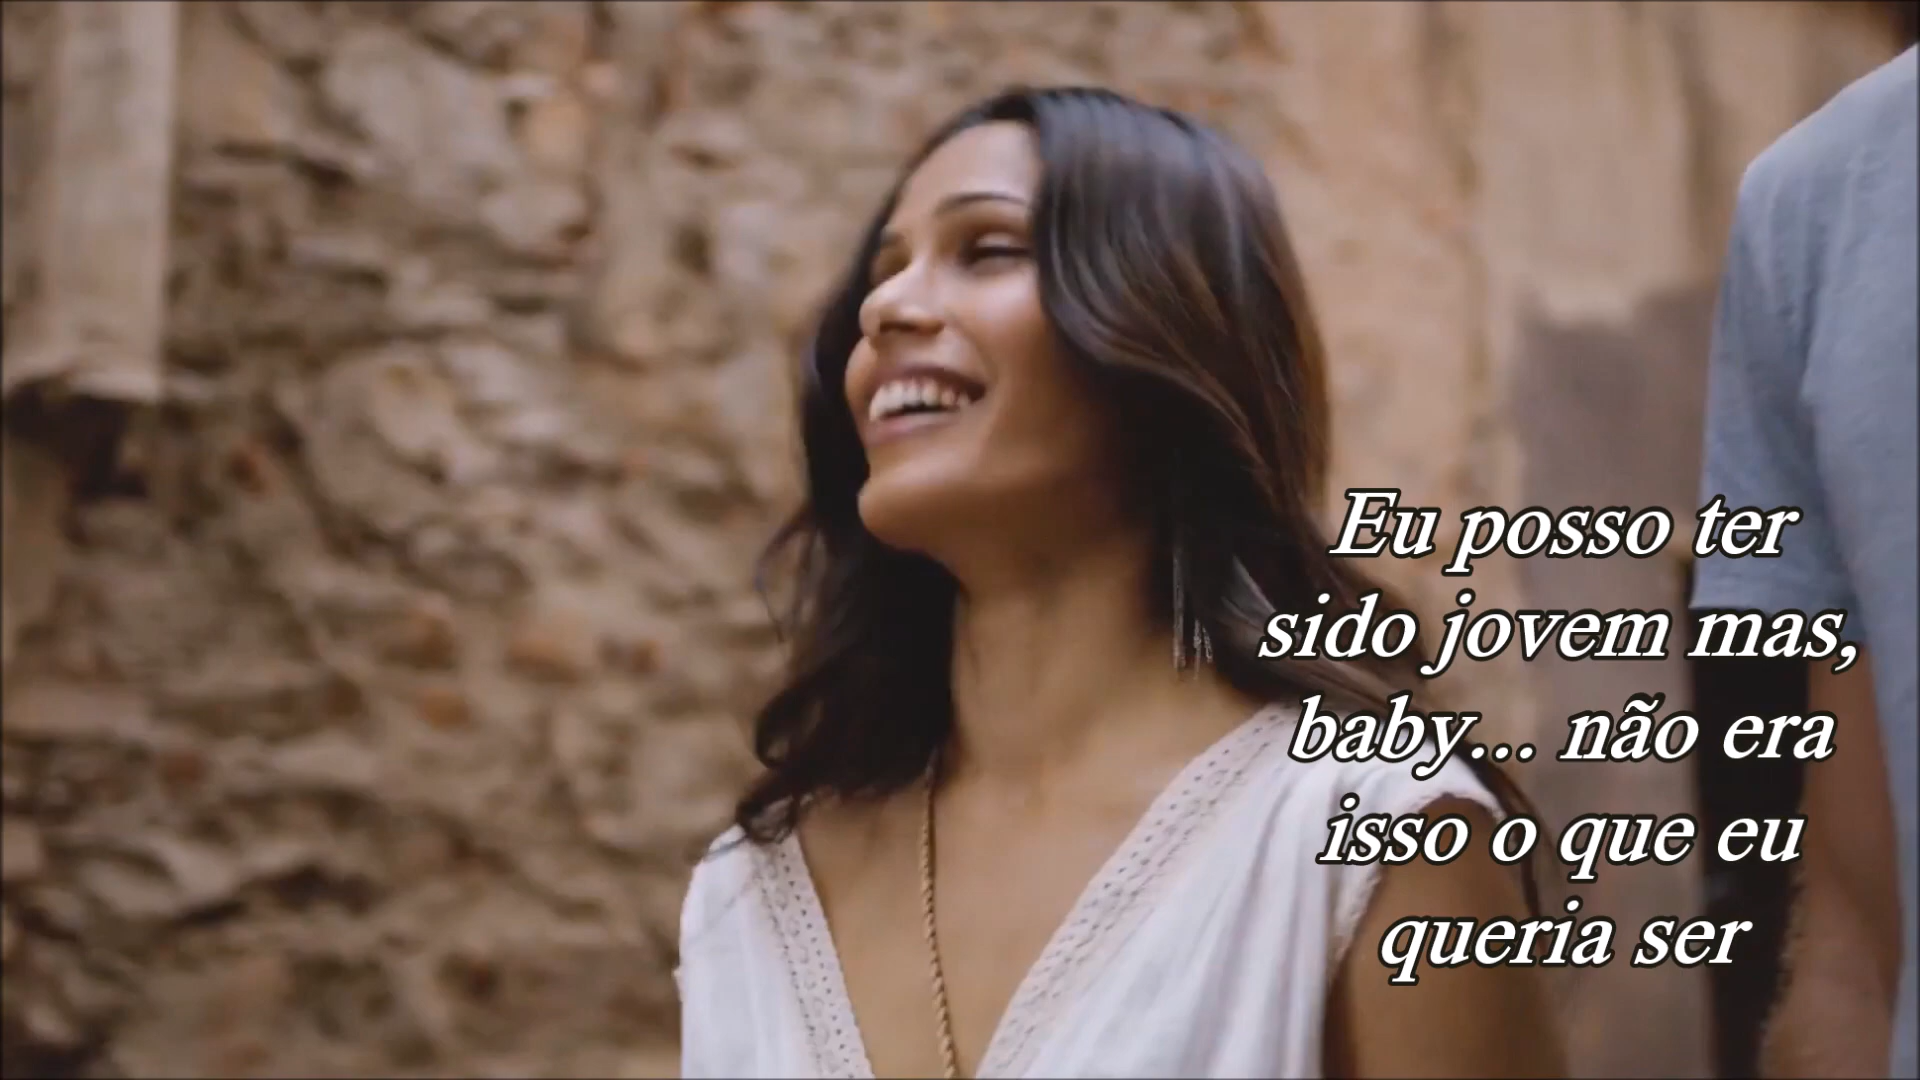 Eu posso ter
sido jovem mas,
baby... não era
isso o que eu
queria ser